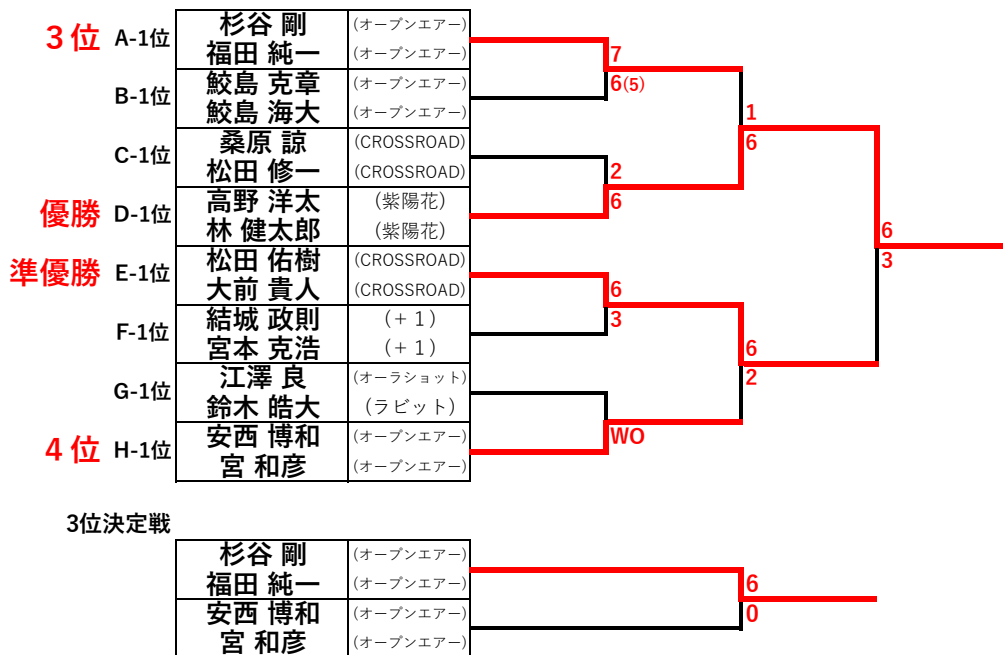 3位 A-1位 杉谷 剛 (オープンエアー)
福田 純一 (オープンエアー)
7
6(5)
B-1位 鮫島 克章 (オープンエアー)
鮫島 海大 (オープンエアー)
1
6
C-1位 桑原 諒 (CROSSROAD)
松田 修一 (CROSSROAD)
2
6
優勝 D-1位 高野 洋太 (紫陽花)
林 健太郎 (紫陽花)
6
3
準優勝 E-1位 松田 佑樹 (CROSSROAD)
大前 貴人 (CROSSROAD)
6
3
F-1位 結城 政則 (+1)
宮本 克浩 (+1)
6
2
G-1位 江澤 良 (オーラショット)
鈴木 皓大 (ラビット)
WO
4位 H-1位 安西 博和 (オープンエアー)
宮 和彦 (オープンエアー)
3位決定戦
杉谷 剛 (オープンエアー)
福田 純一 (オープンエアー)
6
0
安西 博和 (オープンエアー)
宮 和彦 (オープンエアー)